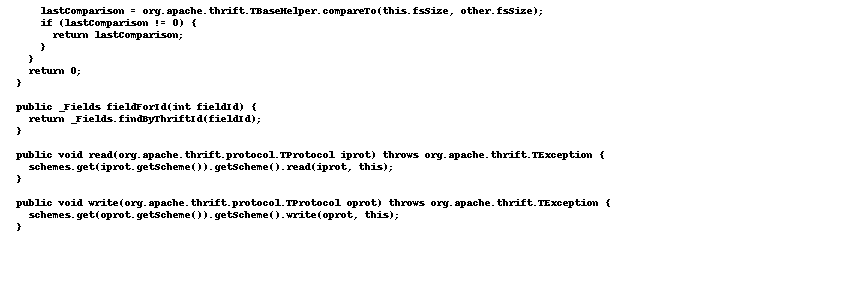 lastComparison = org.apache.thrift.TBaseHelper.compareTo(this.fsSize, other.fsSize);
    if (lastComparison != 0) {
      return lastComparison;
    }
  }
  return 0;
}

public _Fields fieldForId(int fieldId) {
  return _Fields.findByThriftId(fieldId);
}

public void read(org.apache.thrift.protocol.TProtocol iprot) throws org.apache.thrift.TException {
  schemes.get(iprot.getScheme()).getScheme().read(iprot, this);
}

public void write(org.apache.thrift.protocol.TProtocol oprot) throws org.apache.thrift.TException {
  schemes.get(oprot.getScheme()).getScheme().write(oprot, this);
}